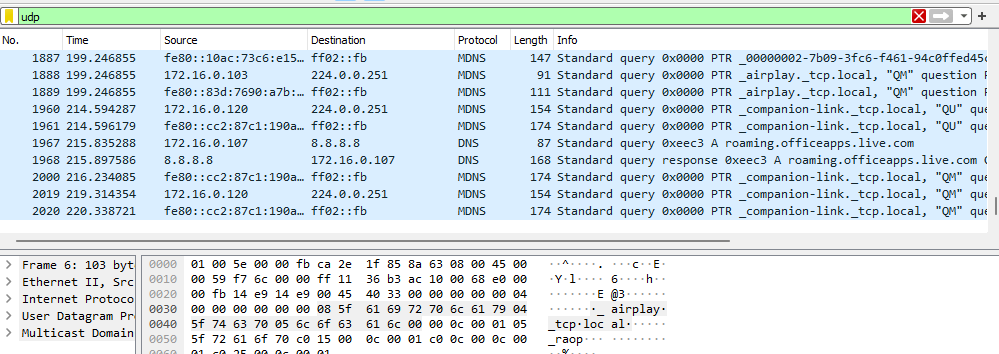 udp
No. Time Source Destination Protocol Length Info
1887 199.246855 fe80::10ac:73c6:e15… ff02::fb MDNS 147 Standard query 0x0000 PTR _00000002-7b09-3fc6-f461-94c0ffed45c
1888 199.246855 172.16.0.103 224.0.0.251 MDNS 91 Standard query 0x0000 PTR _airplay._tcp.local, "QM" question
1889 199.246855 fe80::83d:7690:a7b:… ff02::fb MDNS 111 Standard query 0x0000 PTR _airplay._tcp.local, "QM" question
1960 214.594287 172.16.0.120 224.0.0.251 MDNS 154 Standard query 0x0000 PTR _companion-link._tcp.local, "QU" que
1961 214.596179 fe80::cc2:87c1:190a… ff02::fb MDNS 174 Standard query 0x0000 PTR _companion-link._tcp.local, "QU" que
1967 215.835288 172.16.0.107 8.8.8.8 DNS 87 Standard query 0xeec3 A roaming.officeapps.live.com
1968 215.897586 8.8.8.8 172.16.0.107 DNS 168 Standard query response 0xeec3 A roaming.officeapps.live.com
2000 216.234085 fe80::cc2:87c1:190a… ff02::fb MDNS 174 Standard query 0x0000 PTR _companion-link._tcp.local, "QM" que
2019 219.314354 172.16.0.120 224.0.0.251 MDNS 154 Standard query 0x0000 PTR _companion-link._tcp.local, "QM" que
2020 220.338721 fe80::cc2:87c1:190a… ff02::fb MDNS 174 Standard query 0x0000 PTR _companion-link._tcp.local, "QM" que
Frame 6: 103 byt
Ethernet II, Src
Internet Protoco
User Datagram Pr
Multicast Domain
0000 01 00 5e 00 00 fb ca 2e 1f 85 8a 63 08 00 45 00 ··^····. ···c··E·
0010 00 59 f7 6c 00 00 ff 11 36 b3 ac 10 00 68 e0 00 ·Y·l···· 6····h··
0020 00 fb 14 e9 14 e9 00 45 40 33 00 00 00 00 00 04 ·······E @3······
0030 00 00 00 00 00 00 08 5f 61 69 72 70 6c 61 79 04 ·······_ airplay·
0040 5f 74 63 70 05 6c 6f 63 61 6c 00 00 0c 00 01 05 _tcp·loc al······
0050 5f 72 61 6f 70 c0 15 00 0c 00 01 c0 0c 00 0c 00 _raop··· ········
01 c0 25 00 0c 00 01 ··%····